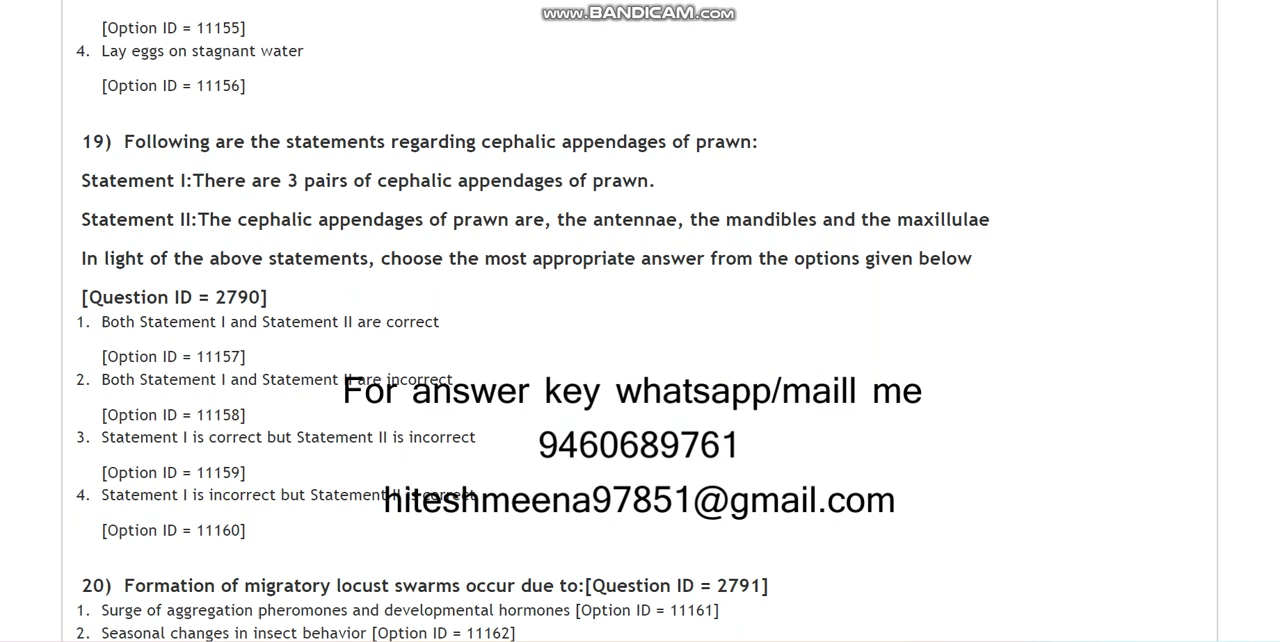 www.BANDICAM.com
[Option ID = 11155]
4. Lay eggs on stagnant water
[Option ID = 11156]
19) Following are the statements regarding cephalic appendages of prawn:
Statement I:There are 3 pairs of cephalic appendages of prawn.
Statement II:The cephalic appendages of prawn are, the antennae, the mandibles and the maxillulae
In light of the above statements, choose the most appropriate answer from the options given below
[Question ID = 2790]
1. Both Statement I and Statement II are correct
[Option ID = 11157]
2. Both Statement I and Statement II are incorrect
For answer key whatsapp/maill me
[Option ID = 11158]
3. Statement I is correct but Statement II is incorrect
9460689761
[Option ID = 11159]
4. Statement I is incorrect but Statement II is correct
hiteshmeena97851@gmail.com
[Option ID = 11160]
20) Formation of migratory locust swarms occur due to:[Question ID = 2791]
1. Surge of aggregation pheromones and developmental hormones [Option ID = 11161]
2. Seasonal changes in insect behavior [Option ID = 11162]